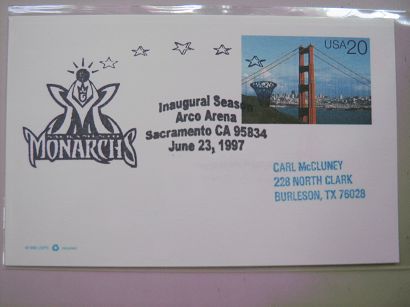 USA 20
Inaugural Season
Arco Arena
Sacramento CA 95834
June 23, 1997
SACRAMENTO
MONARCHS
CARL McCLUNEY
228 NORTH CLARK
BURLESON, TX 76028